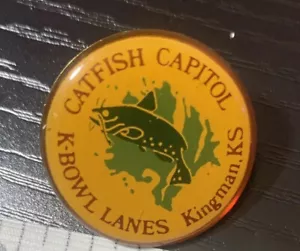 CATFISH CAPITOL
K-BOWL LANES Kingman, KS